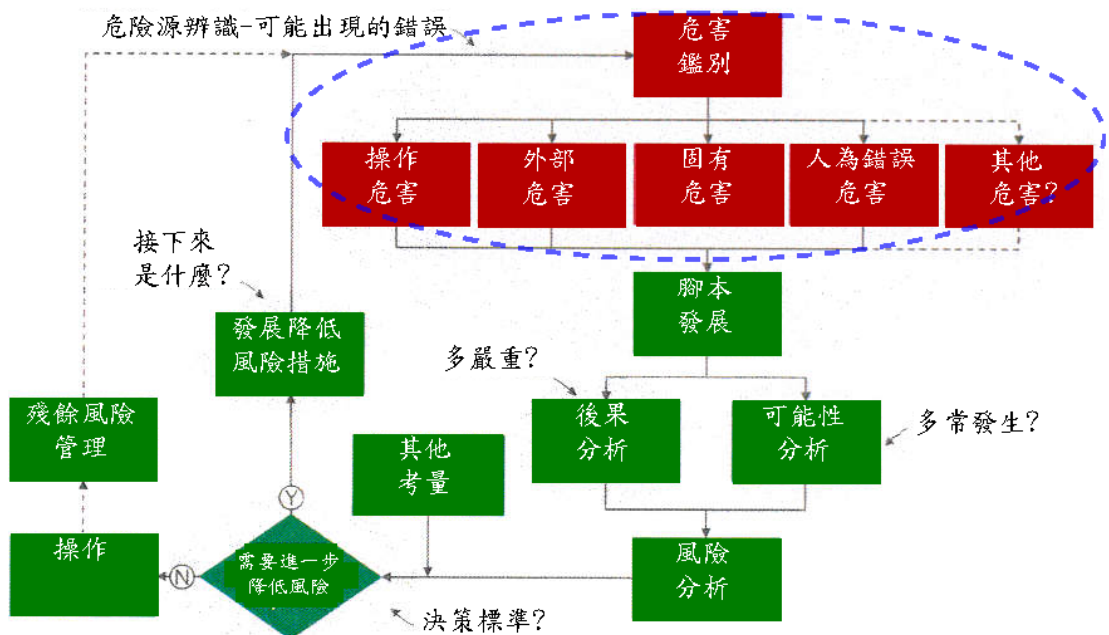 危險源辨識-可能出現的錯誤
危害
鑑別
操作
危害
外部
危害
固有
危害
人為錯誤
危害
其他
危害?
接下來
是什麼?
腳本
發展
發展降低
風險措施
多嚴重?
後果
分析
可能性
分析
多常發生?
殘餘風險
管理
其他
考量
Y
操作
N
需要進一步
降低風險
風險
分析
決策標準?